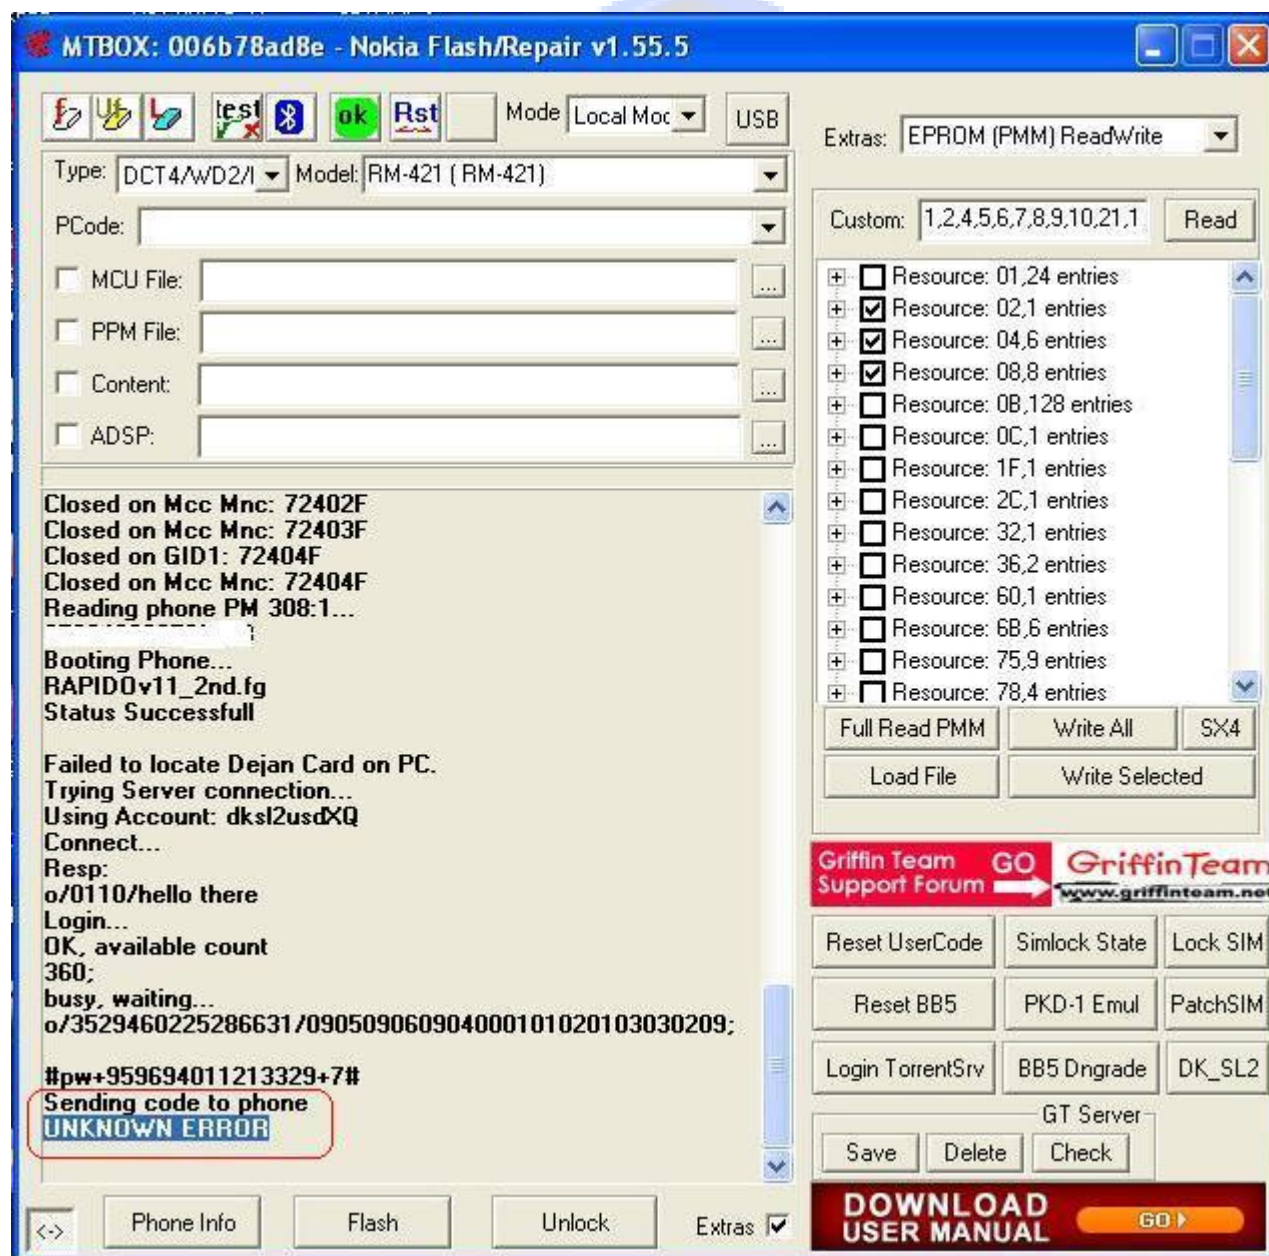 MTBOX: 006b78ad8e - Nokia Flash/Repair v1.55.5
test
ok
Rst
Mode
Local Moc
USB
Extras:
EPROM (PMM) ReadWrite
Type:
DCT4/WD2/I
Model:
RM-421 ( RM-421)
Custom:
1,2,4,5,6,7,8,9,10,21,1
Read
PCode:
MCU File:
...
PPM File:
...
Content:
...
ADSP:
...
Resource: 01,24 entries
Resource: 02,1 entries
Resource: 04,6 entries
Resource: 08,8 entries
Resource: 0B,128 entries
Resource: 0C,1 entries
Resource: 1F,1 entries
Resource: 2C,1 entries
Resource: 32,1 entries
Resource: 36,2 entries
Resource: 60,1 entries
Resource: 6B,6 entries
Resource: 75,9 entries
Resource: 78,4 entries
Closed on Mcc Mnc: 72402F
Closed on Mcc Mnc: 72403F
Closed on GID1: 72404F
Closed on Mcc Mnc: 72404F
Reading phone PM 308:1...
Booting Phone...
RAPIDOv11_2nd.fg
Status Successfull
Failed to locate Dejan Card on PC.
Trying Server connection...
Using Account: dksl2usdXQ
Connect...
Resp:
o/0110/hello there
Login...
OK, available count
360;
busy, waiting...
o/3529460225286631/090509060904000101020103030209;
#pw+959694011213329+7#
Sending code to phone
UNKNOWN ERROR
Full Read PMM
Write All
SX4
Load File
Write Selected
Griffin Team
Support Forum
GO
GriffinTeam
www.griffinteam.net
Reset UserCode
Simlock State
Lock SIM
Reset BB5
PKD-1 Emul
PatchSIM
Login TorrentSrv
BB5 Dngrade
DK_SL2
GT Server
Save
Delete
Check
<->
Phone Info
Flash
Unlock
Extras
DOWNLOAD
USER MANUAL
GO